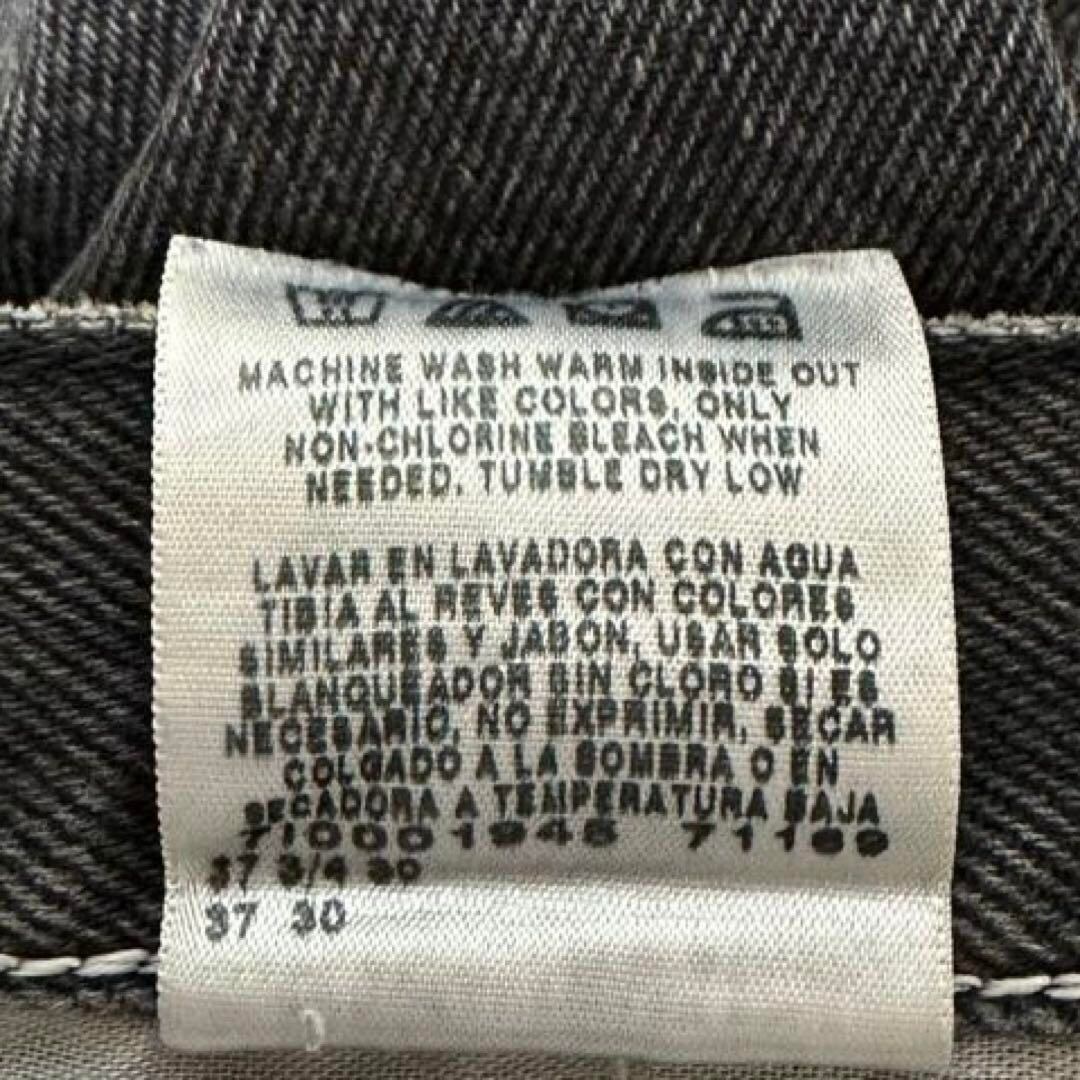 MACHINE WASH WARM INSIDE OUT
WITH LIKE COLORS, ONLY
NON-CHLORINE BLEACH WHEN
NEEDED, TUMBLE DRY LOW
LAVAR EN LAVADORA CON AGUA
TIBIA AL REVES CON COLORES
SIMILARES Y JABON, USAR SOLO
BLANQUEADOR SIN CLORO SI ES
NECESARIO, NO EXPRIMIR, SECAR
COLGADO A LA SOMBRA O EN
SECADORA A TEMPERATURA BAJA
37 3/4 30
37 30